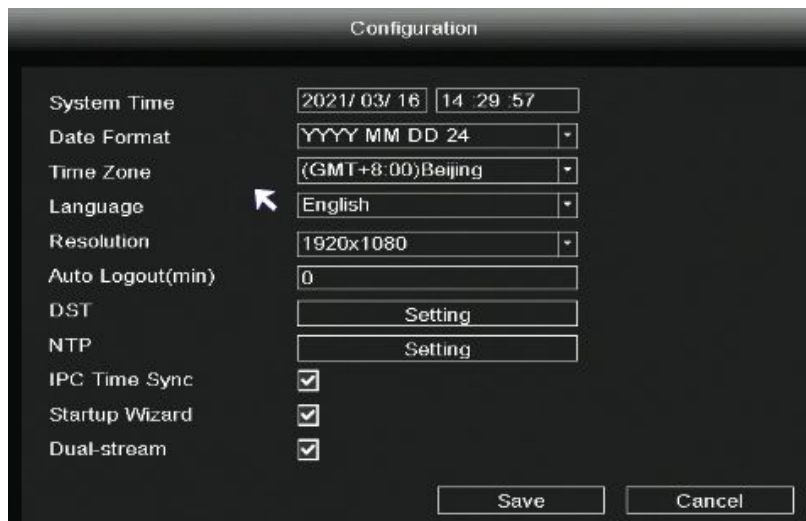 Configuration
System Time 2021/ 03/ 16 14 :29 :57
Date Format YYYY MM DD 24
Time Zone (GMT+8:00)Beijing
Language English
Resolution 1920x1080
Auto Logout(min) 0
DST Setting
NTP Setting
IPC Time Sync
Startup Wizard
Dual-stream
Save Cancel